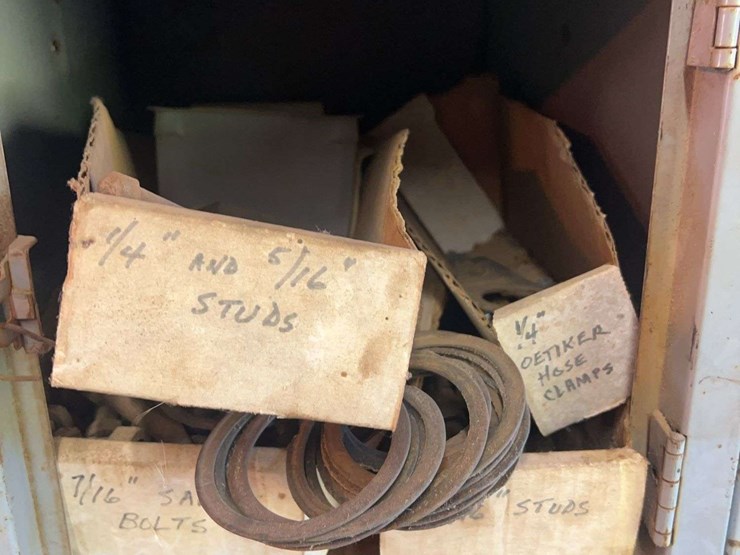 1/4" AND 5/16"
STUDS
1/4"
OETIKER
HOSE
CLAMPS
7/16"
BOLTS
STUDS